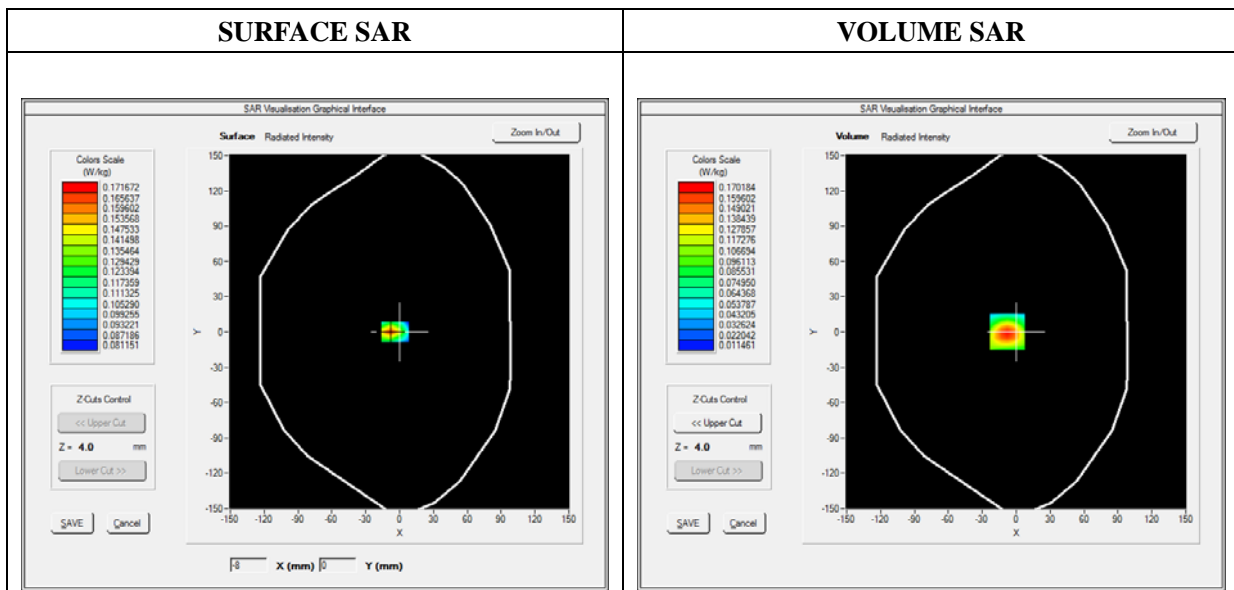 SURFACE SAR
VOLUME SAR
SAR Visualisation Graphical Interface
Surface Radiated Intensity
Zoom In/Out
Colors Scale
(W/kg)
0.171672
0.165637
0.159602
0.153568
0.147533
0.141498
0.135464
0.129429
0.123394
0.117359
0.111325
0.105290
0.099255
0.093221
0.087186
0.081151
Z-Cuts Control
<< Upper Cut
Z = 4.0 mm
Lower Cut >>
SAVE Cancel
150
120
90
60
30
0
-30
-60
-90
-120
-150
Y
-150 -120 -90 -60 -30 0 30 60 90 120 150
X
-8 X (mm) 0 Y (mm)
SAR Visualisation Graphical Interface
Volume Radiated Intensity
Zoom In/Out
Colors Scale
(W/kg)
0.170184
0.159602
0.149021
0.138439
0.127857
0.117276
0.106694
0.096113
0.085531
0.074950
0.064368
0.053787
0.043205
0.032624
0.022042
0.011461
Z-Cuts Control
<< Upper Cut
Z = 4.0 mm
Lower Cut >>
SAVE Cancel
150
120
90
60
30
0
-30
-60
-90
-120
-150
Y
-150 -120 -90 -60 -30 0 30 60 90 120 150
X